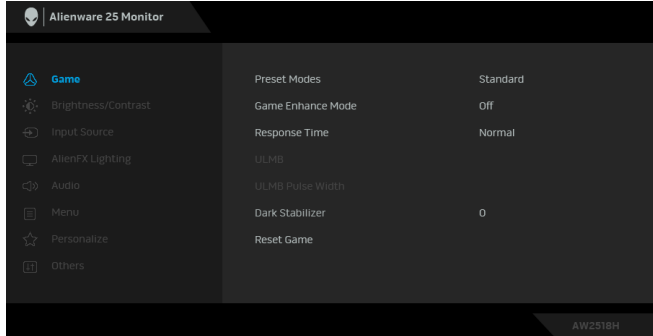 Alienware 25 Monitor
Game
Preset Modes Standard
Brightness/Contrast
Game Enhance Mode Off
Input Source
Response Time Normal
AlienFX Lighting
ULMB
Audio
ULMB Pulse Width
Menu
Dark Stabilizer 0
Personalize
Reset Game
Others
AW2518H